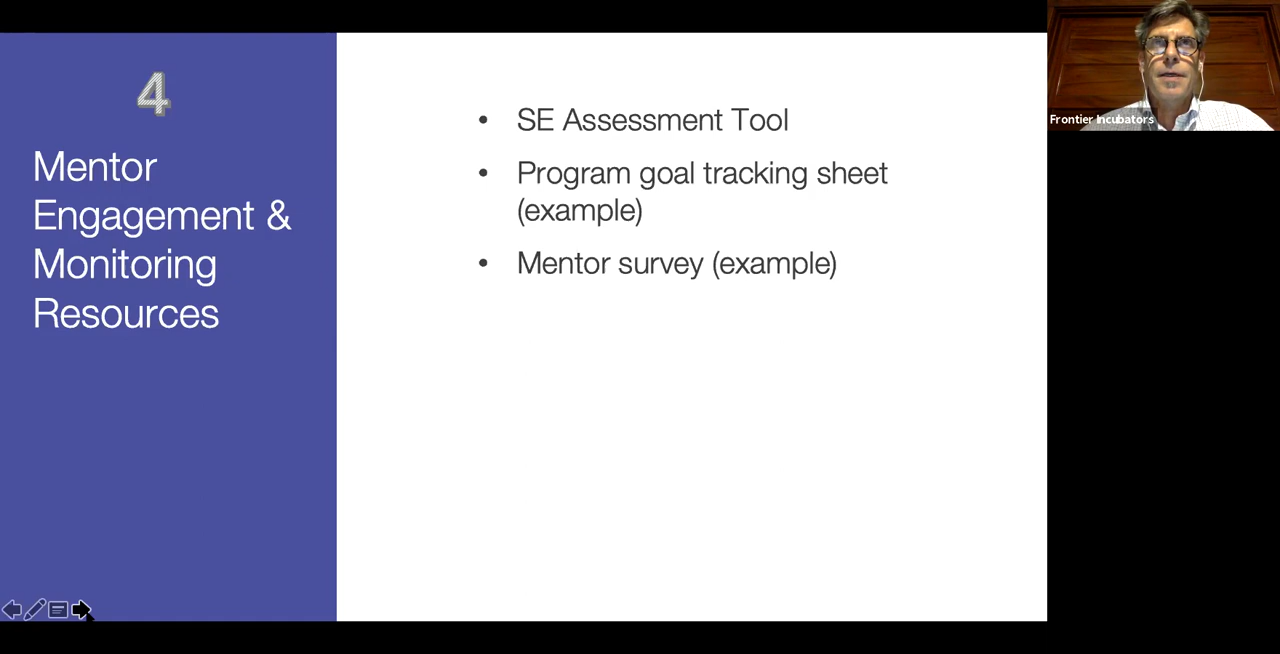 4
Mentor
Engagement &
Monitoring
Resources
• SE Assessment Tool
• Program goal tracking sheet
(example)
• Mentor survey (example)
Frontier Incubators